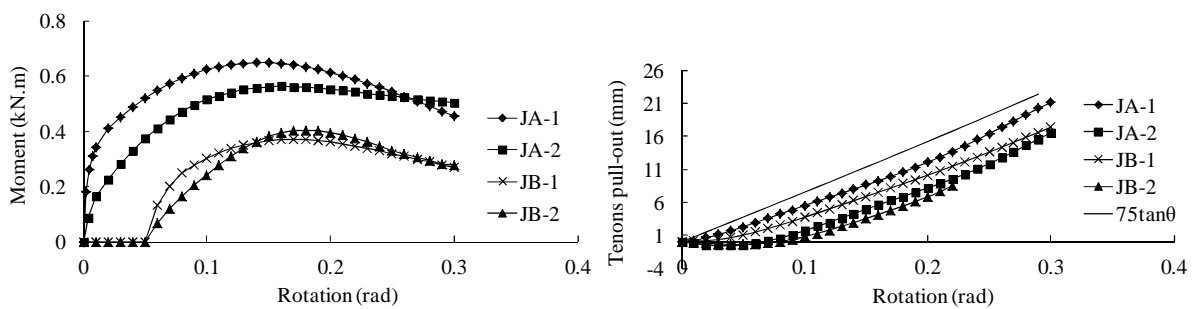 Moment (kN.m)
0.8
0.6
0.4
0.2
0
0
0.1
0.2
0.3
0.4
Rotation (rad)
JA-1
JA-2
JB-1
JB-2
Tenons pull-out (mm)
26
21
16
11
6
1
-4
0
0.1
0.2
0.3
0.4
Rotation (rad)
JA-1
JA-2
JB-1
JB-2
75tanθ